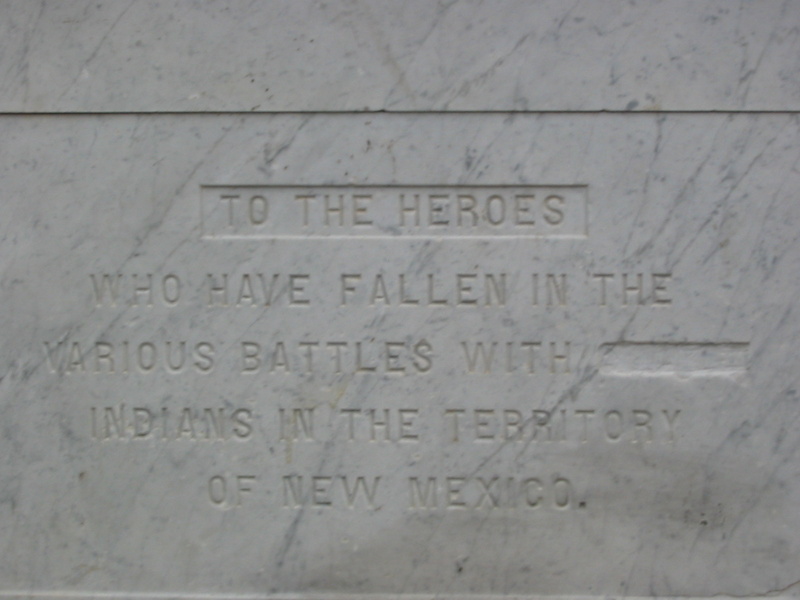 TO THE HEROES
WHO HAVE FALLEN IN THE
VARIOUS BATTLES WITH
INDIANS IN THE TERRITORY
OF NEW MEXICO.